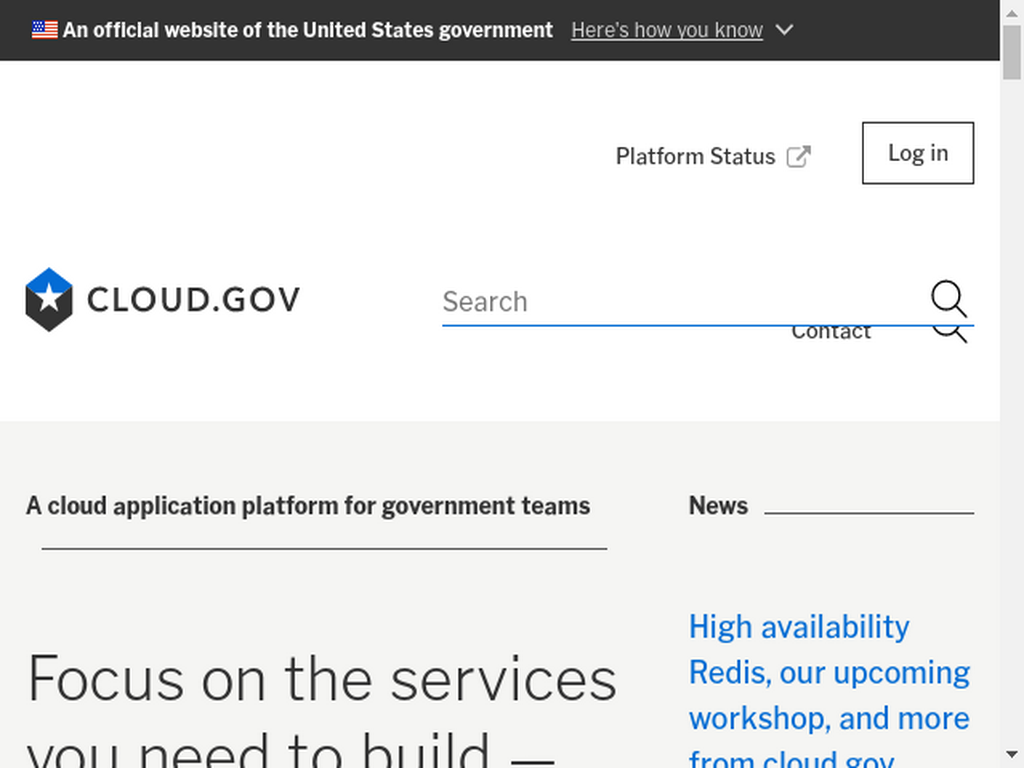 An official website of the United States government Here's how you know
Platform Status
Log in
CLOUD.GOV
Search
Contact
A cloud application platform for government teams
News
Focus on the services
you need to build —
High availability
Redis, our upcoming
workshop, and more
from cloud.gov